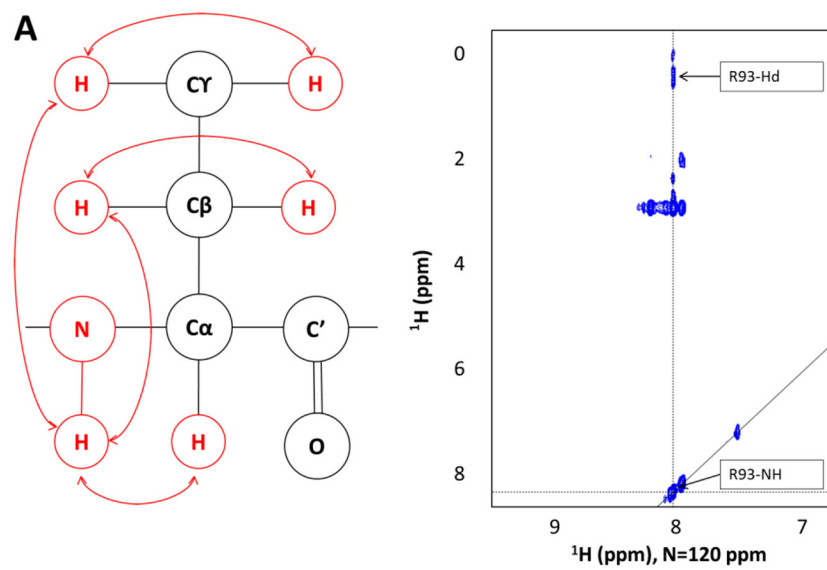 A
H
Cγ
H
H
Cβ
H
N
Cα
C’
H
H
O
¹H (ppm)
0
2
4
6
8
R93-Hd
R93-NH
9
8
7
¹H (ppm), N=120 ppm